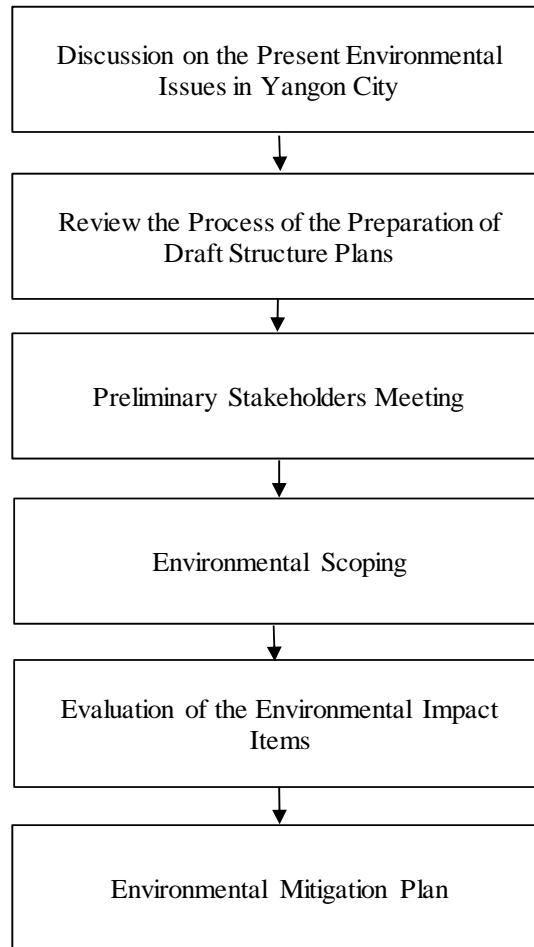 Discussion on the Present Environmental
Issues in Yangon City
Review the Process of the Preparation of
Draft Structure Plans
Preliminary Stakeholders Meeting
Environmental Scoping
Evaluation of the Environmental Impact
Items
Environmental Mitigation Plan